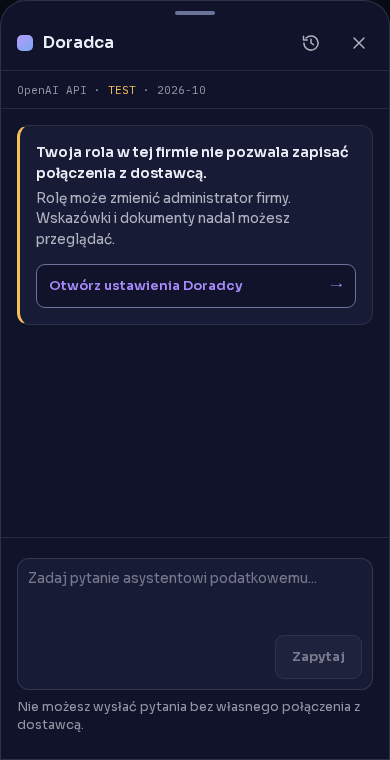 Doradca
OpenAI API · TEST · 2026-10
Twoja rola w tej firmie nie pozwala zapisać
połączenia z dostawcą.
Rolę może zmienić administrator firmy.
Wskazówki i dokumenty nadal możesz
przeglądać.
Otwórz ustawienia Doradcy →
Zadaj pytanie asystentowi podatkowemu...
Zapytaj
Nie możesz wysłać pytania bez własnego połączenia z
dostawcą.